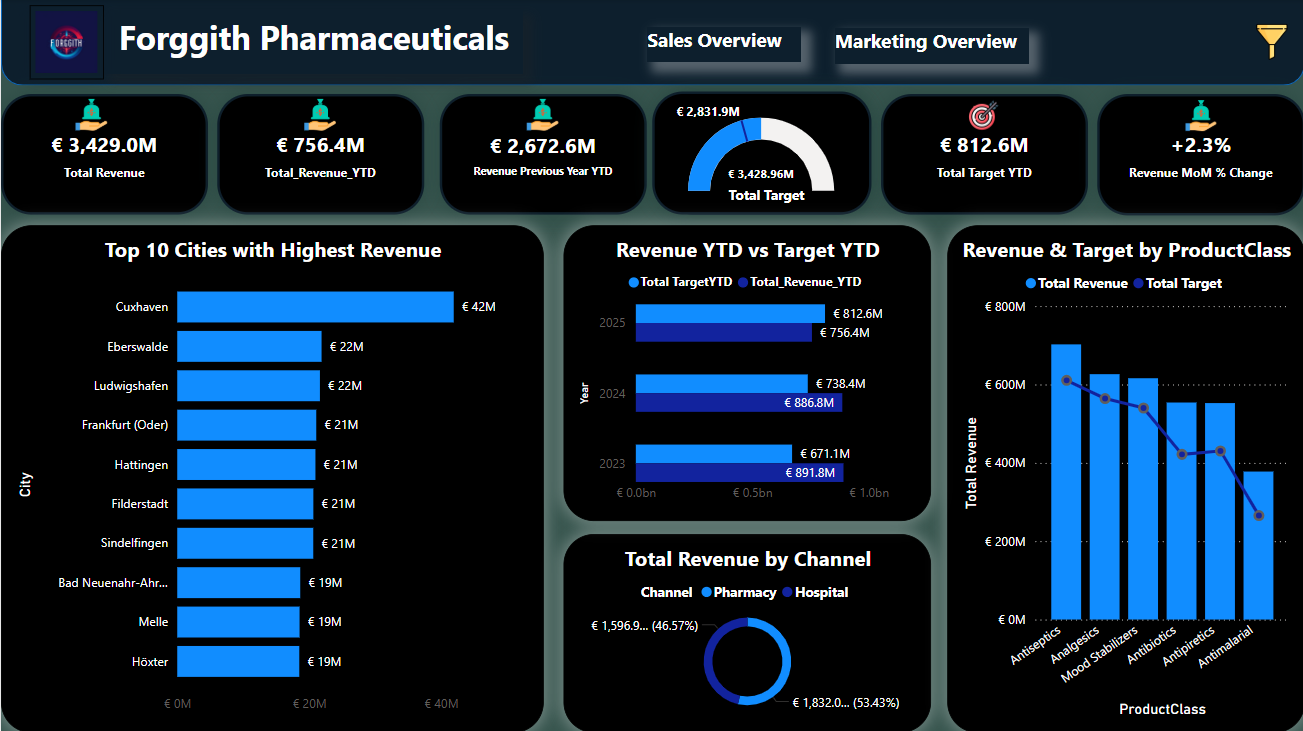 FORGGITH
Forggith Pharmaceuticals
Sales Overview
Marketing Overview
€ 3,429.0M
Total Revenue
€ 756.4M
Total_Revenue_YTD
€ 2,672.6M
Revenue Previous Year YTD
€ 2,831.9M
€ 3,428.96M
Total Target
€ 812.6M
Total Target YTD
+2.3%
Revenue MoM % Change
Top 10 Cities with Highest Revenue
City
Cuxhaven € 42M
Eberswalde € 22M
Ludwigshafen € 22M
Frankfurt (Oder) € 21M
Hattingen € 21M
Filderstadt € 21M
Sindelfingen € 21M
Bad Neuenahr-Ahr... € 19M
Melle € 19M
Höxter € 19M
€ 0M € 20M € 40M
Revenue YTD vs Target YTD
Total TargetYTD Total_Revenue_YTD
Year
2025 € 812.6M
€ 756.4M
2024 € 738.4M
€ 886.8M
2023 € 671.1M
€ 891.8M
€ 0.0bn € 0.5bn € 1.0bn
Total Revenue by Channel
Channel Pharmacy Hospital
€ 1,596.9... (46.57%)
€ 1,832.0... (53.43%)
Revenue & Target by ProductClass
Total Revenue Total Target
Total Revenue
€ 800M
€ 600M
€ 400M
€ 200M
€ 0M
Antiseptics
Analgesics
Mood Stabilizers
Antibiotics
Antipiretics
Antimalarial
ProductClass